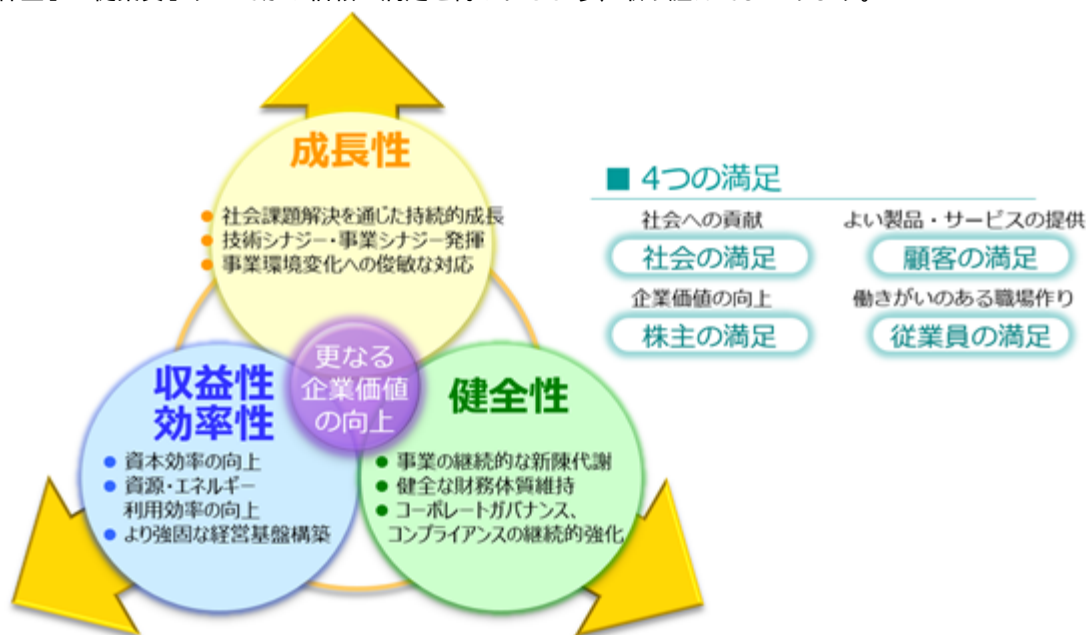 成長性
● 社会課題解決を通じた持続的成長
● 技術シナジー・事業シナジー発揮
● 事業環境変化への俊敏な対応
更なる
企業価値
の向上
収益性
効率性
● 資本効率の向上
● 資源・エネルギー
利用効率の向上
● より強固な経営基盤構築
健全性
● 事業の継続的な新陳代謝
● 健全な財務体質維持
● コーポレートガバナンス、
コンプライアンスの継続的強化
■ 4つの満足
社会への貢献
社会の満足
よい製品・サービスの提供
顧客の満足
企業価値の向上
株主の満足
働きがいのある職場作り
従業員の満足